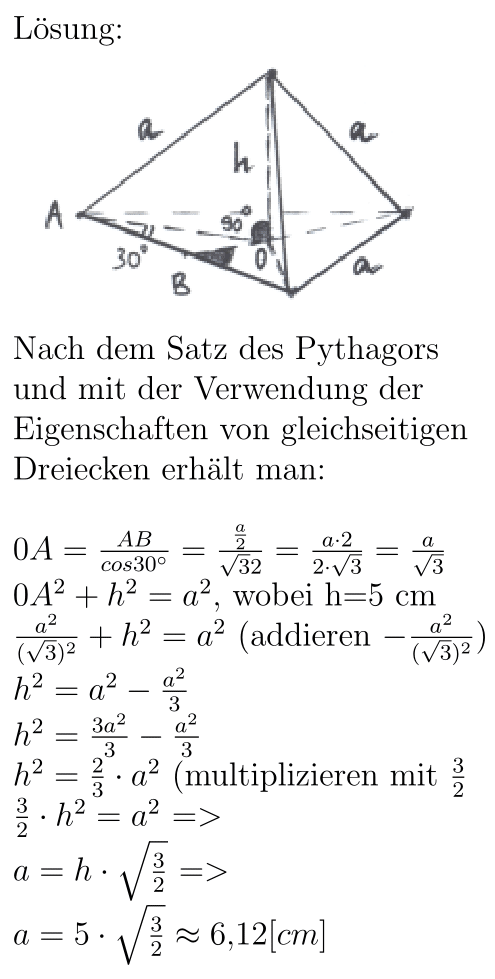 Lösung:
a
a
h
A
90°
30°
0
B
a
Nach dem Satz des Pythagors
und mit der Verwendung der
Eigenschaften von gleichseitigen
Dreiecken erhält man:
$0A = \frac{AB}{cos30°} = \frac{\frac{a}{2}}{\sqrt{3}2} = \frac{a \cdot 2}{2 \cdot \sqrt{3}} = \frac{a}{\sqrt{3}}$
$0A^2 + h^2 = a^2$, wobei h=5 cm
$\frac{a^2}{(\sqrt{3})^2} + h^2 = a^2$ (addieren $-\frac{a^2}{(\sqrt{3})^2}$)
$h^2 = a^2 - \frac{a^2}{3}$
$h^2 = \frac{3a^2}{3} - \frac{a^2}{3}$
$h^2 = \frac{2}{3} \cdot a^2$ (multiplizieren mit $\frac{3}{2}$
$\frac{3}{2} \cdot h^2 = a^2$ =>
$a = h \cdot \sqrt{\frac{3}{2}}$ =>
$a = 5 \cdot \sqrt{\frac{3}{2}} \approx 6{,}12[cm]$